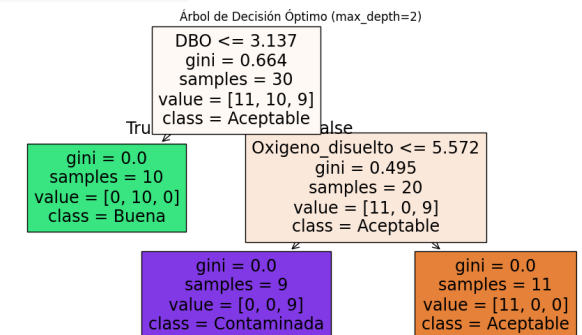 Árbol de Decisión Óptimo (max_depth=2)
DBO <= 3.137
gini = 0.664
samples = 30
value = [11, 10, 9]
class = Aceptable
Tru
alse
gini = 0.0
samples = 10
value = [0, 10, 0]
class = Buena
Oxigeno_disuelto <= 5.572
gini = 0.495
samples = 20
value = [11, 0, 9]
class = Aceptable
gini = 0.0
samples = 9
value = [0, 0, 9]
class = Contaminada
gini = 0.0
samples = 11
value = [11, 0, 0]
class = Aceptable